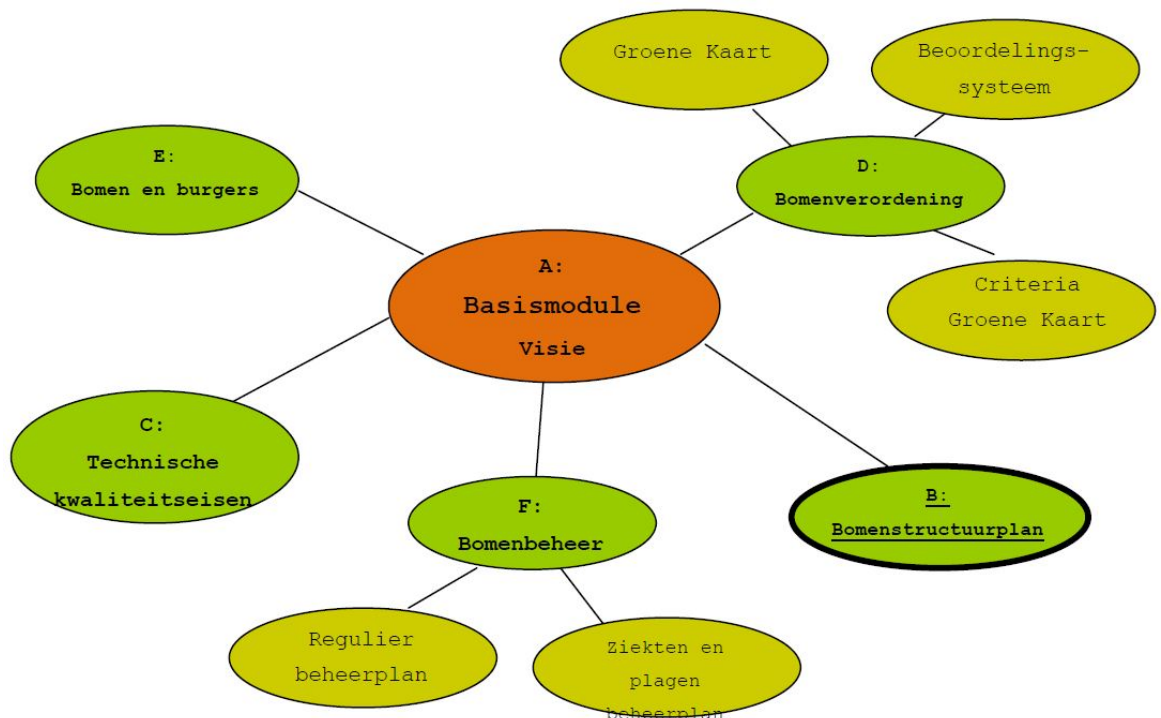 Groene Kaart
Beoordelings-
systeem
E:
Bomen en burgers
D:
Bomenverordening
A:
Basismodule
Visie
Criteria
Groene Kaart
C:
Technische
kwaliteitseisen
F:
Bomenbeheer
B:
Bomenstructuurplan
Regulier
beheerplan
Ziekten en
plagen
beheerplan